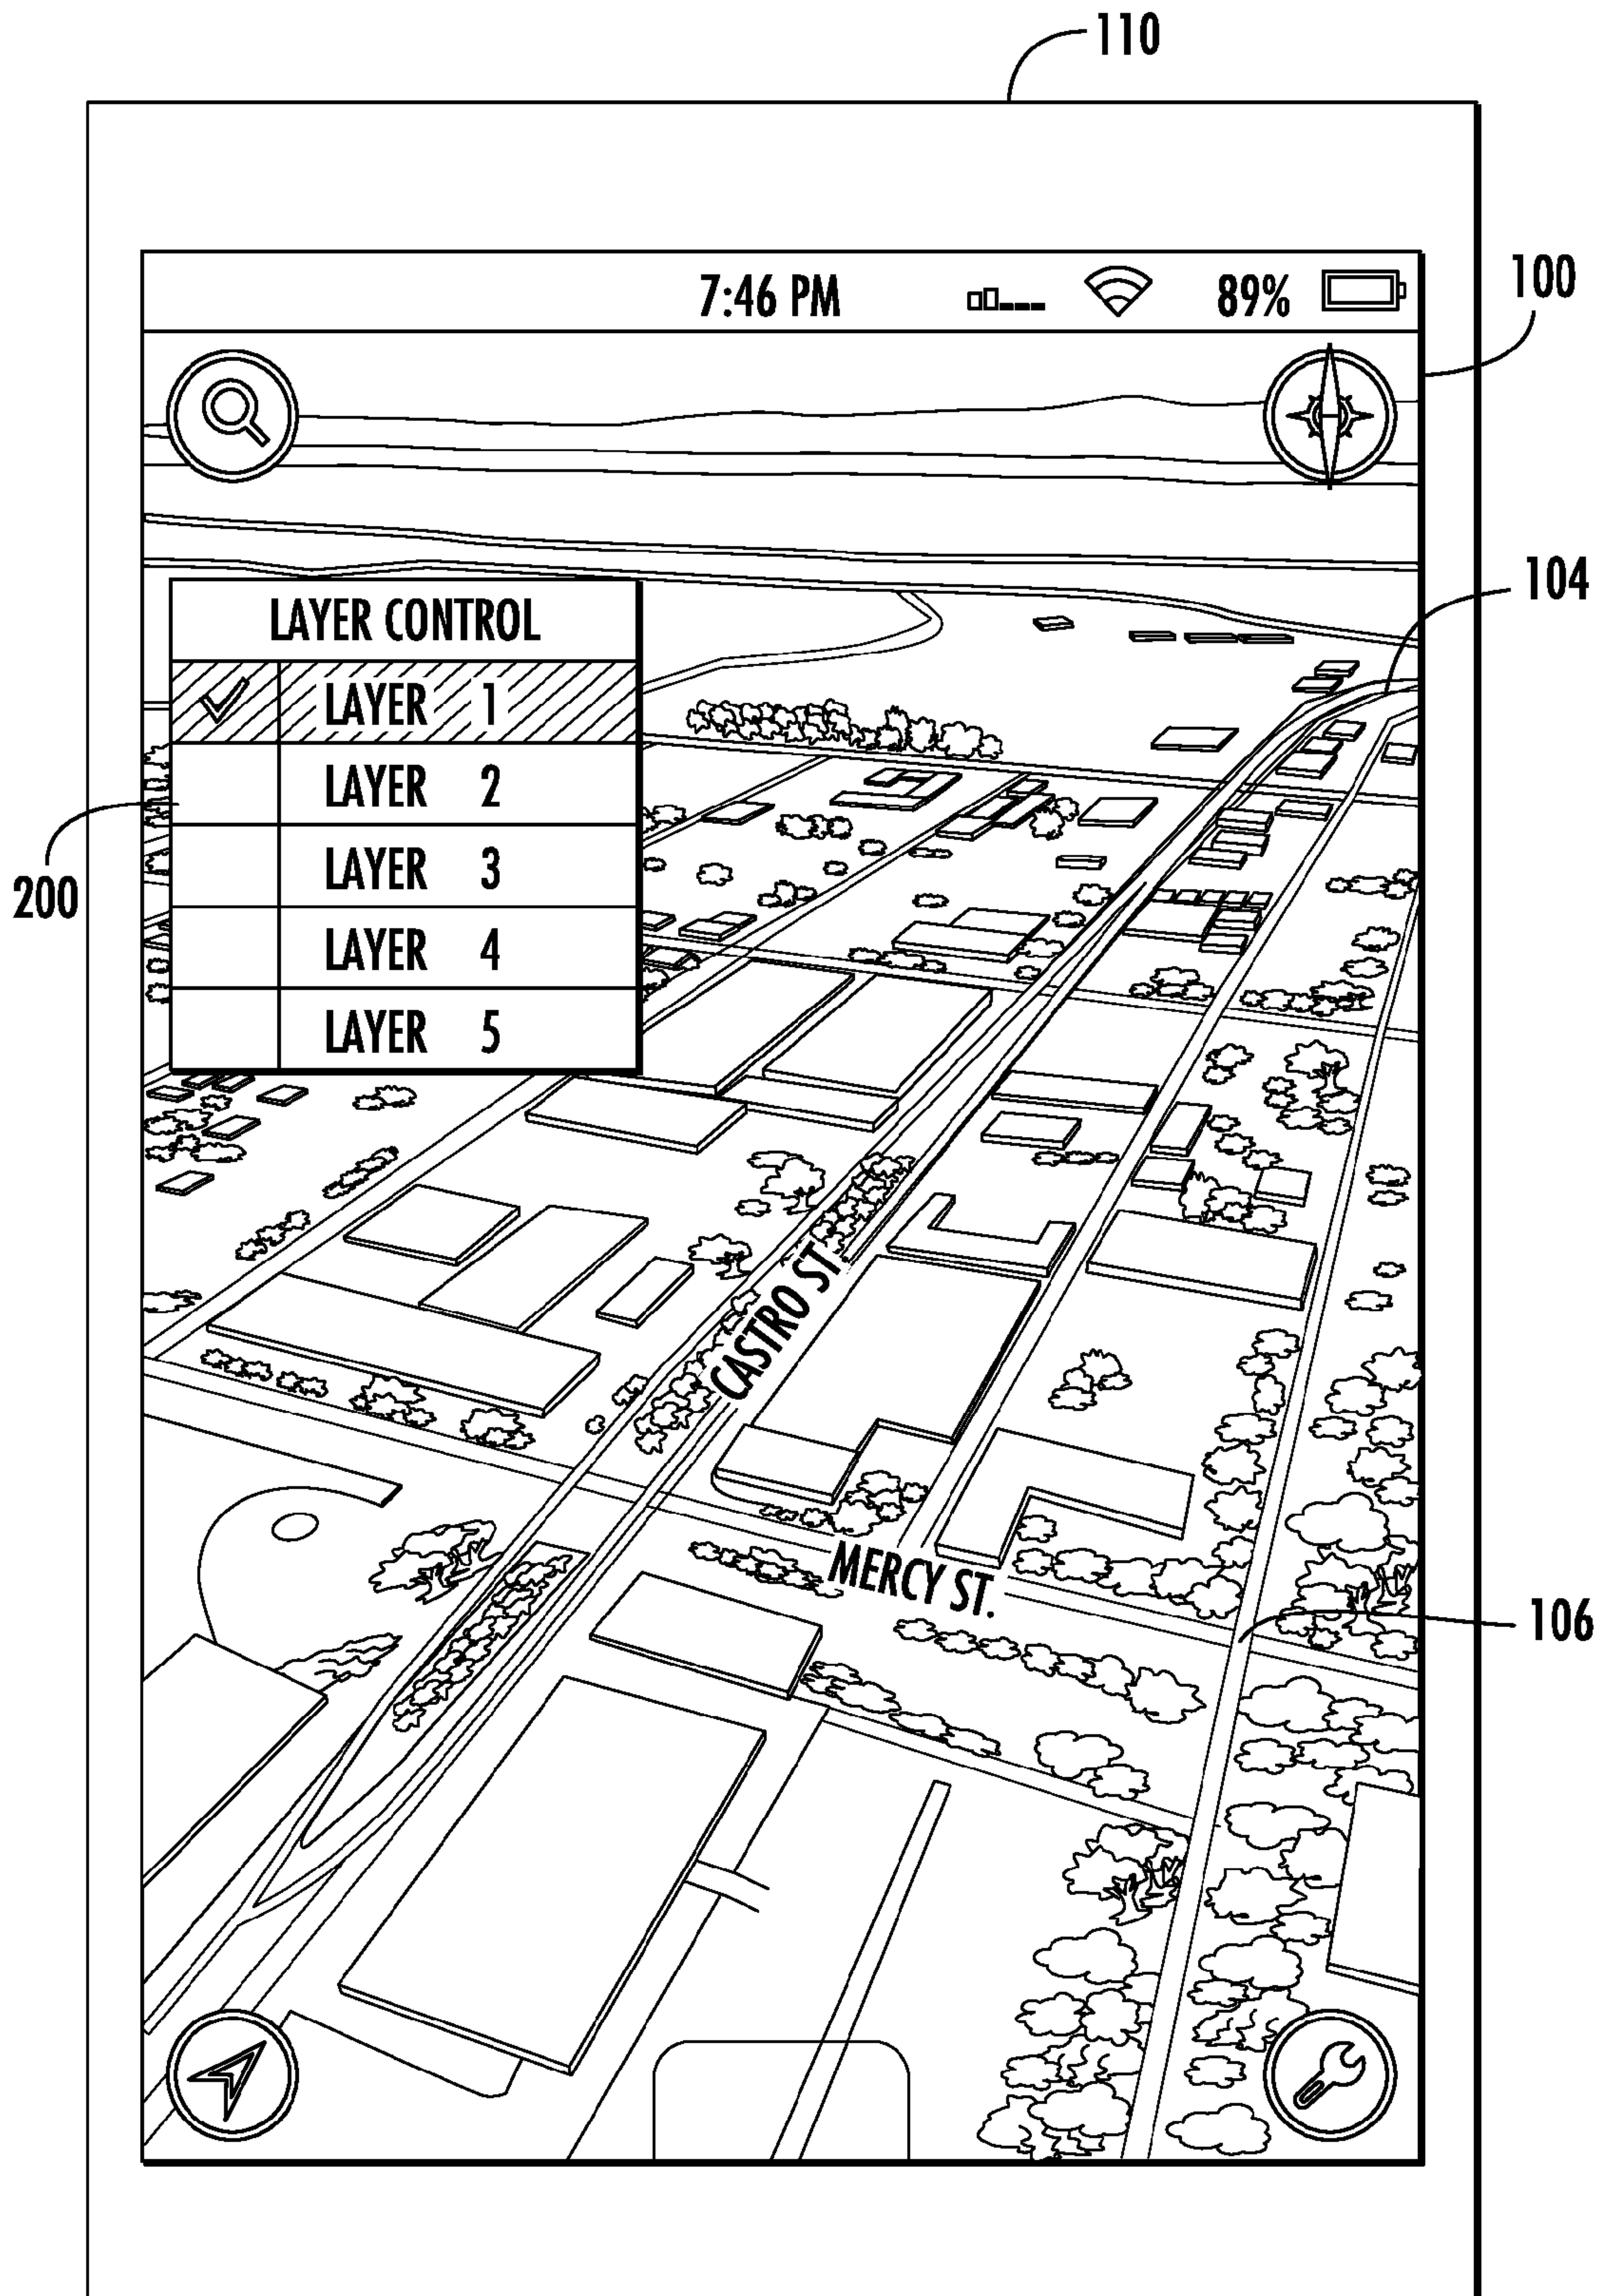 110
7:46 PM 89%
100
104
LAYER CONTROL
LAYER 1
LAYER 2
LAYER 3
LAYER 4
LAYER 5
200
CASTRO ST.
MERCY ST.
106